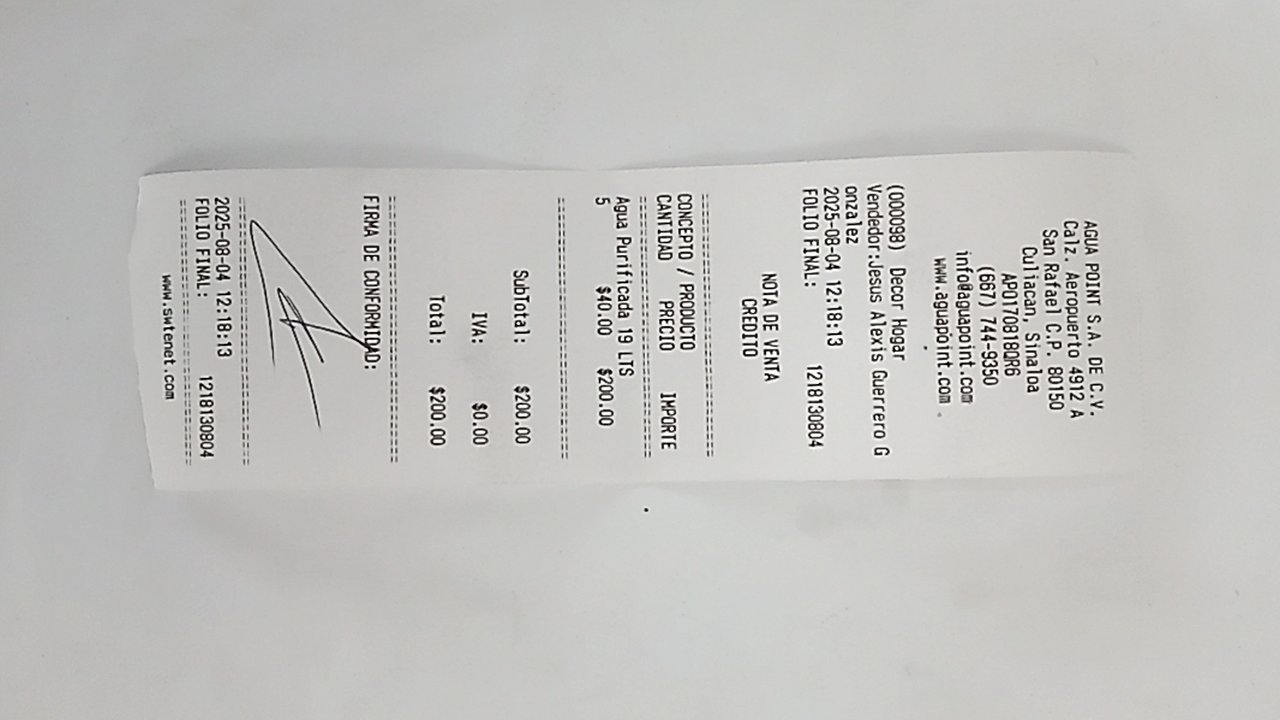 AGUA POINT S.A. DE C.V.
Calz. Aeropuerto 4912 A
San Rafael C.P. 80150
Culiacan, Sinaloa
APO170818QR6
(667) 744-9350
info@aguapoint.com
www.aguapoint.com
(000098) Decor Hogar
Vendedor:Jesus Alexis Guerrero G
onzalez
2025-08-04 12:18:13
FOLIO FINAL: 1218130804
NOTA DE VENTA
CREDITO
================================
CONCEPTO / PRODUCTO
CANTIDAD PRECIO IMPORTE
================================
Agua Purificada 19 LTS
5 $40.00 $200.00
================================
SubTotal: $200.00
IVA: $0.00
Total: $200.00
================================
FIRMA DE CONFORMIDAD:
================================
2025-08-04 12:18:13
FOLIO FINAL: 1218130804
================================
www.swtenet.com